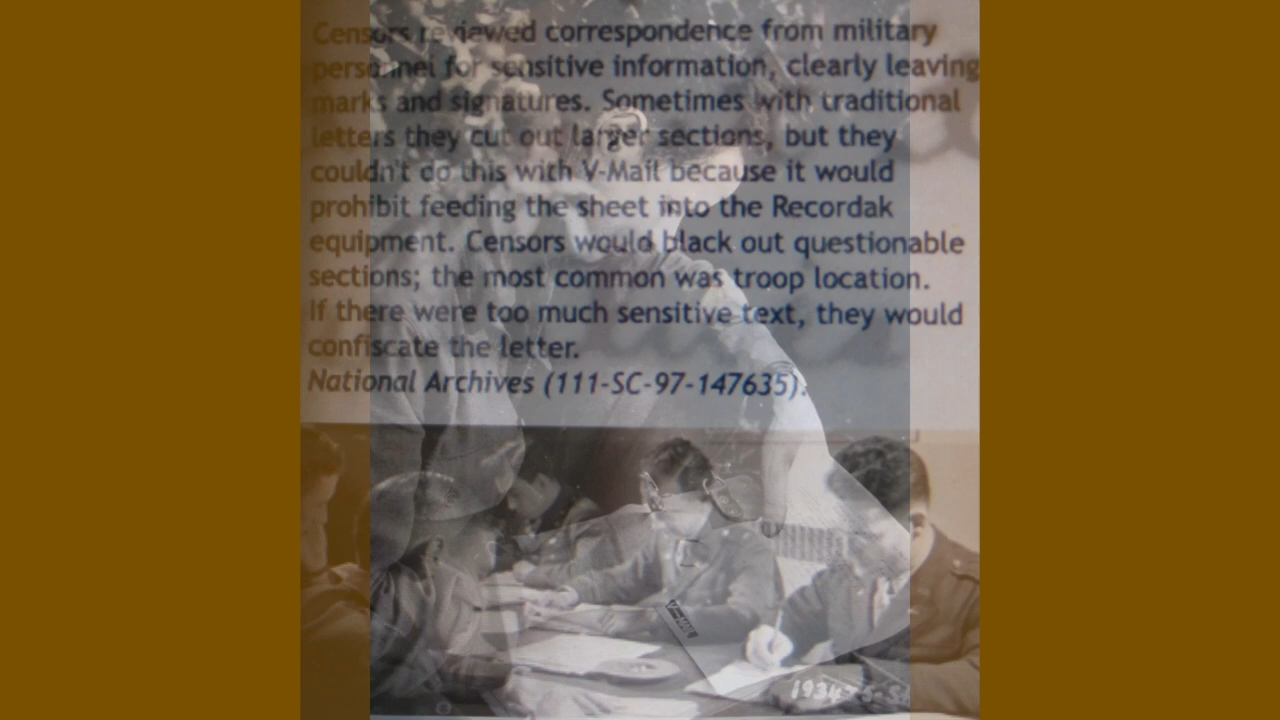 Censors reviewed correspondence from military
personnel for sensitive information, clearly leaving
marks and signatures. Sometimes with traditional
letters they cut out larger sections, but they
couldn't do this with V-Mail because it would
prohibit feeding the sheet into the Recordak
equipment. Censors would black out questionable
sections; the most common was troop location.
If there were too much sensitive text, they would
confiscate the letter.
National Archives (111-SC-97-147635).
V-MAIL